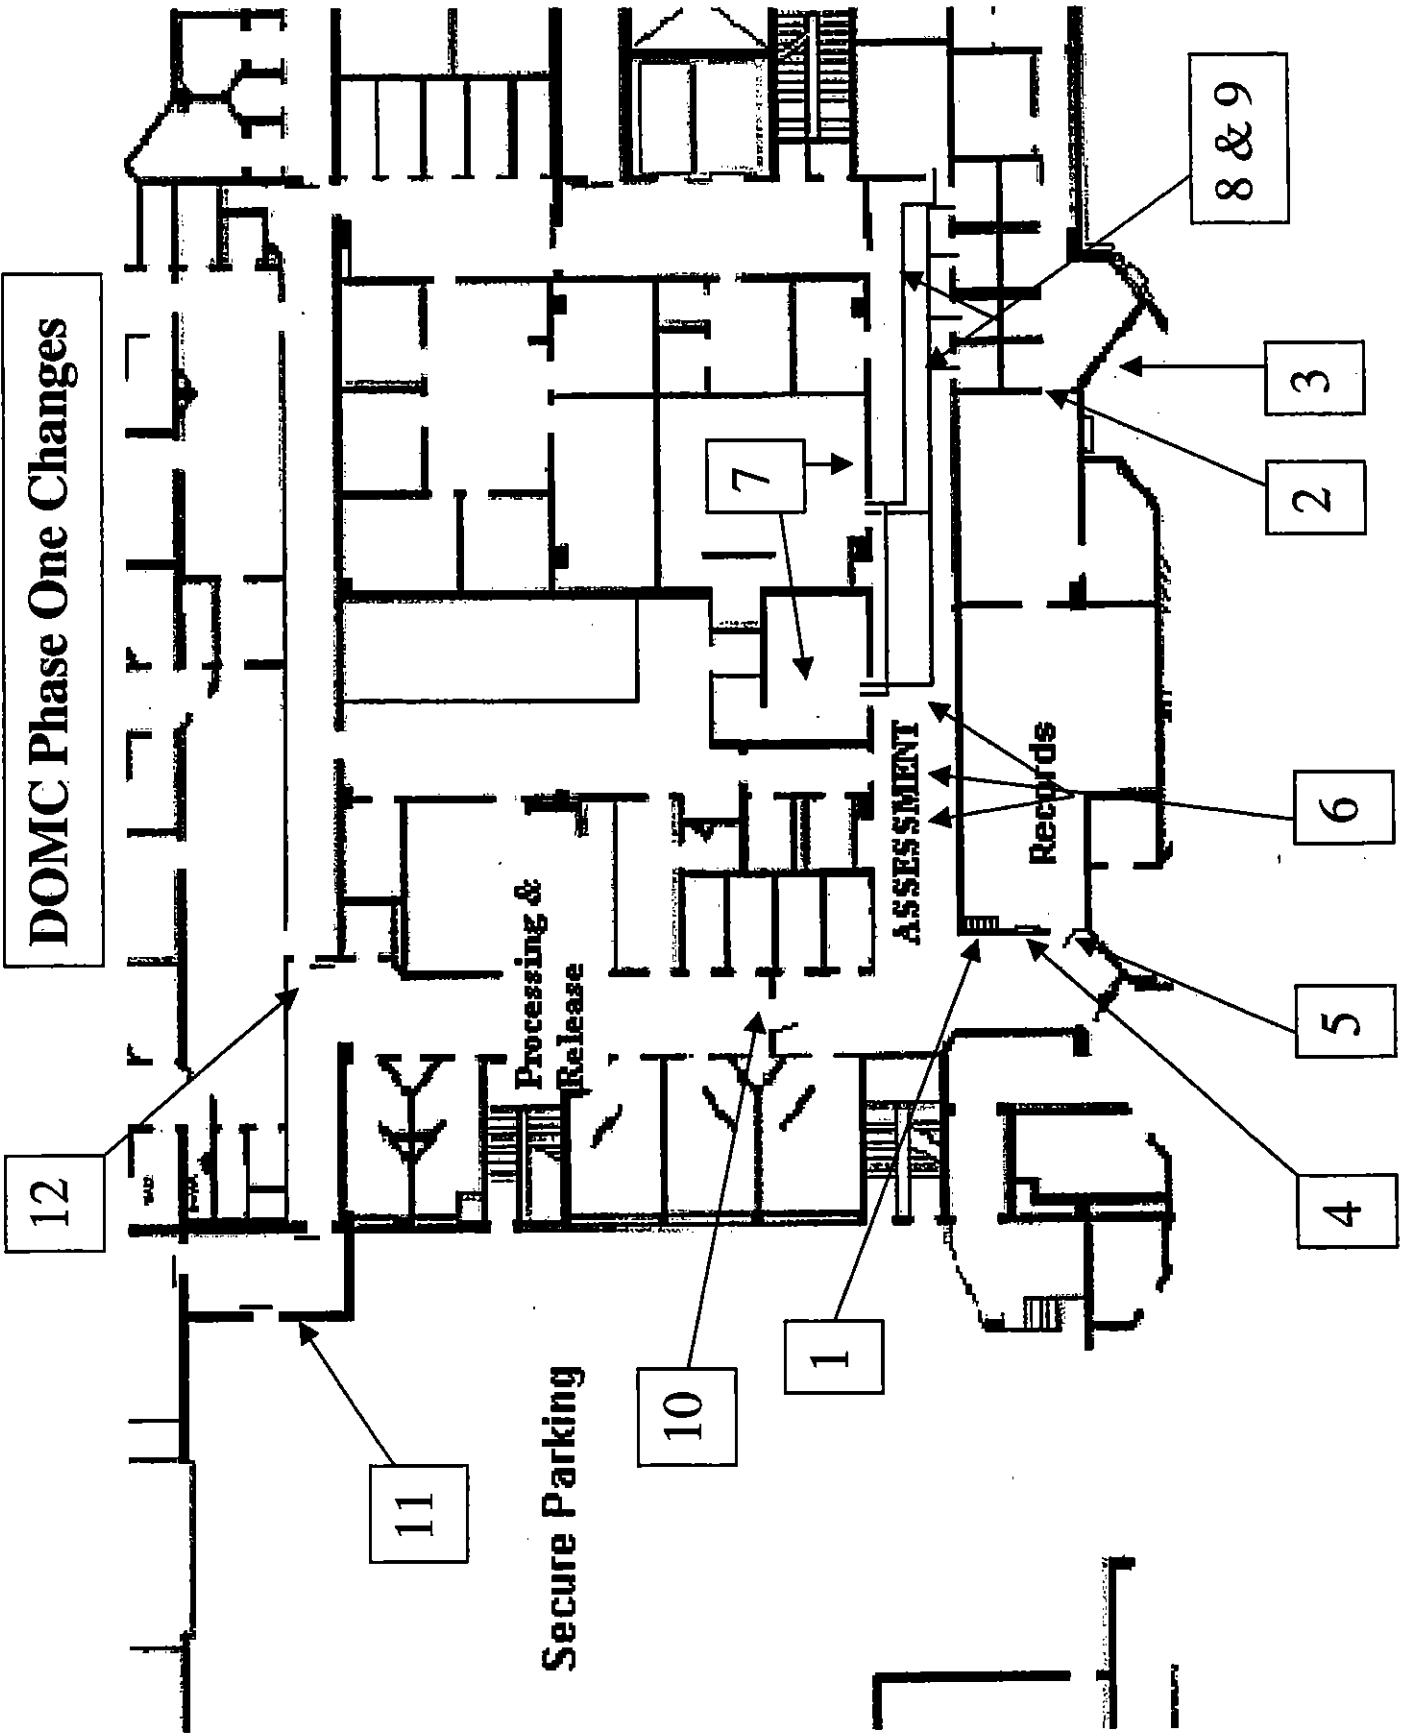 DOMC Phase One Changes
12
11
Secure Parking
Processing &
Release
10
7
1
ASSESSMENT
Records
8 & 9
3
2
6
5
4